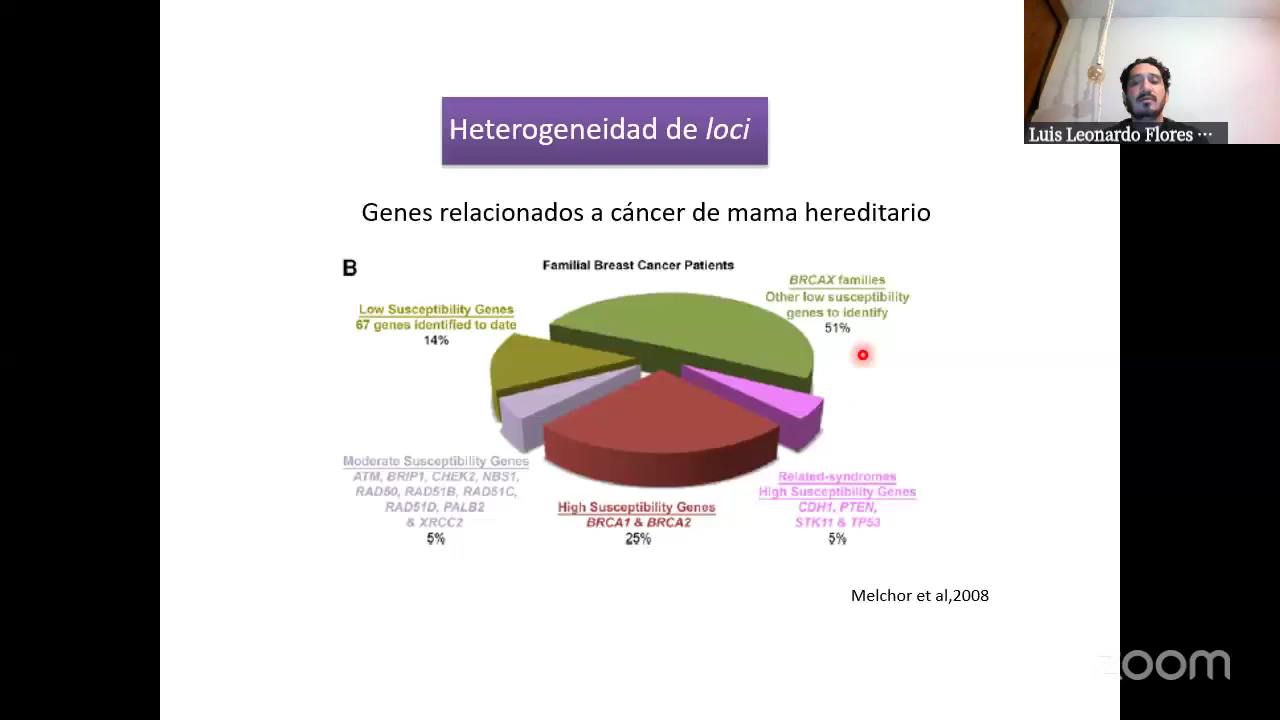 Heterogeneidad de loci
Luis Leonardo Flores ...
Genes relacionados a cáncer de mama hereditario
B
Familial Breast Cancer Patients
BRCAX families
Other low susceptibility
genes to identify
51%
Low Susceptibility Genes
67 genes identified to date
14%
Moderate Susceptibility Genes
ATM, BRIP1, CHEK2, NBS1,
RAD50, RAD51B, RAD51C,
RAD51D, PALB2
& XRCC2
5%
High Susceptibility Genes
BRCA1 & BRCA2
25%
Related-syndromes
High Susceptibility Genes
CDH1, PTEN,
STK11 & TP53
5%
Melchor et al,2008
zoom